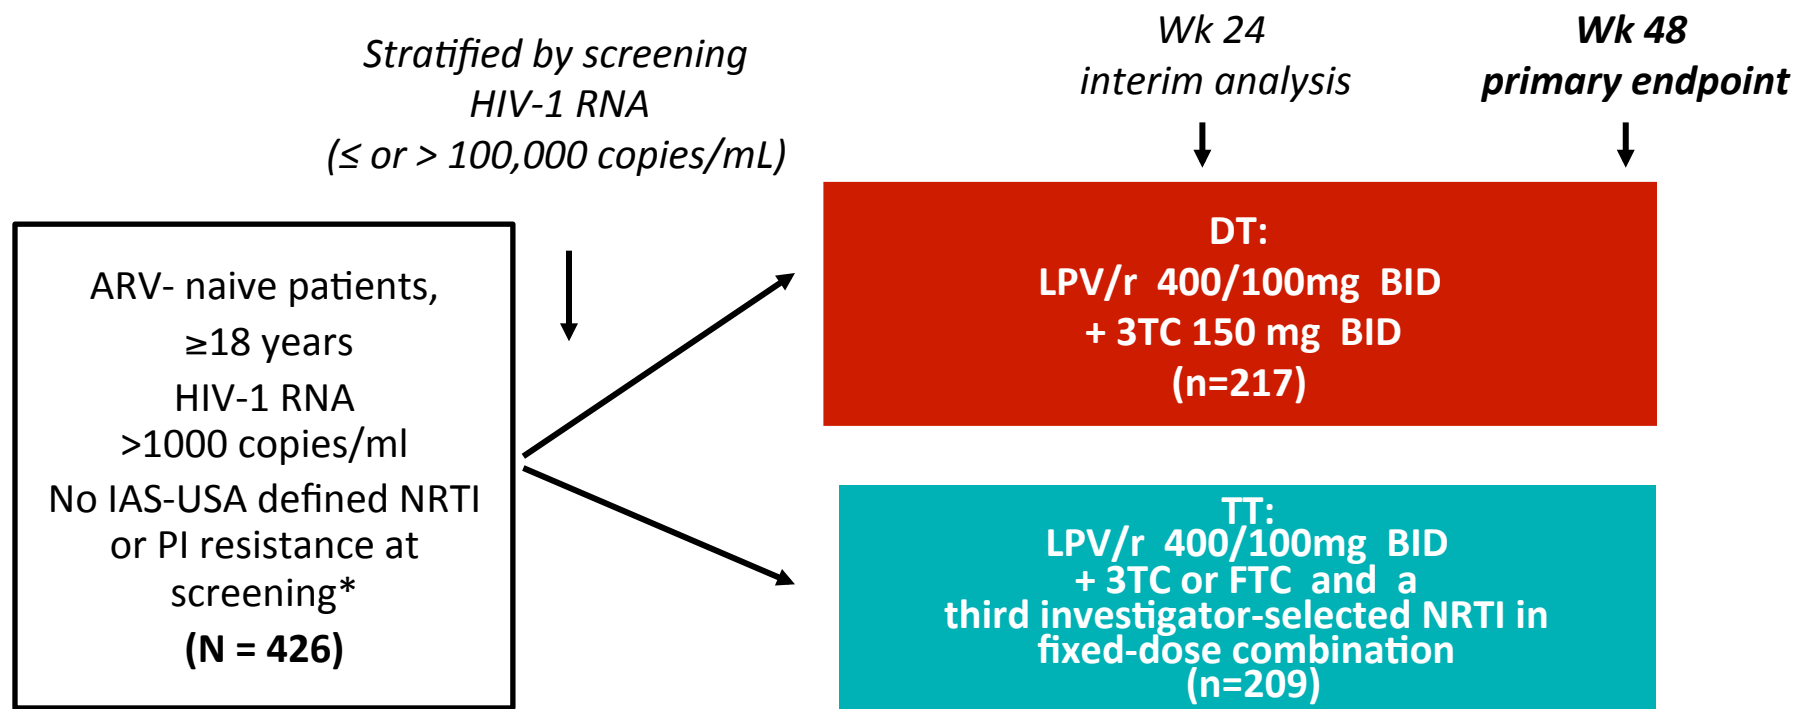 Stratified by screening
HIV-1 RNA
(≤ or > 100,000 copies/mL)
Wk 24
interim analysis
Wk 48
primary endpoint
ARV- naive patients,
≥18 years
HIV-1 RNA
>1000 copies/ml
No IAS-USA defined NRTI
or PI resistance at
screening*
(N = 426)
DT:
LPV/r 400/100mg BID
+ 3TC 150 mg BID
(n=217)
TT:
LPV/r 400/100mg BID
+ 3TC or FTC and a
third investigator-selected NRTI in
fixed-dose combination
(n=209)